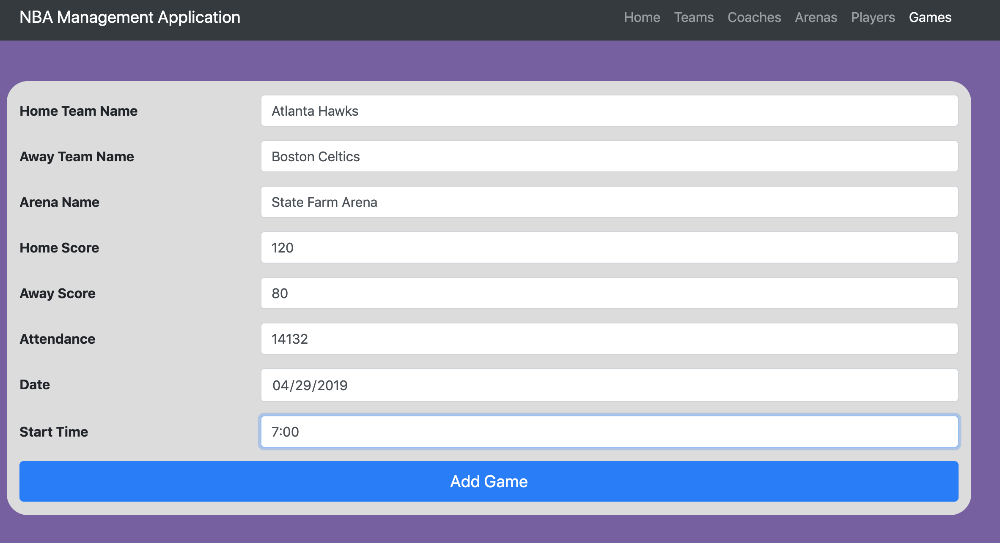 NBA Management Application Home Teams Coaches Arenas Players Games
Home Team Name Atlanta Hawks
Away Team Name Boston Celtics
Arena Name State Farm Arena
Home Score 120
Away Score 80
Attendance 14132
Date 04/29/2019
Start Time 7:00
Add Game